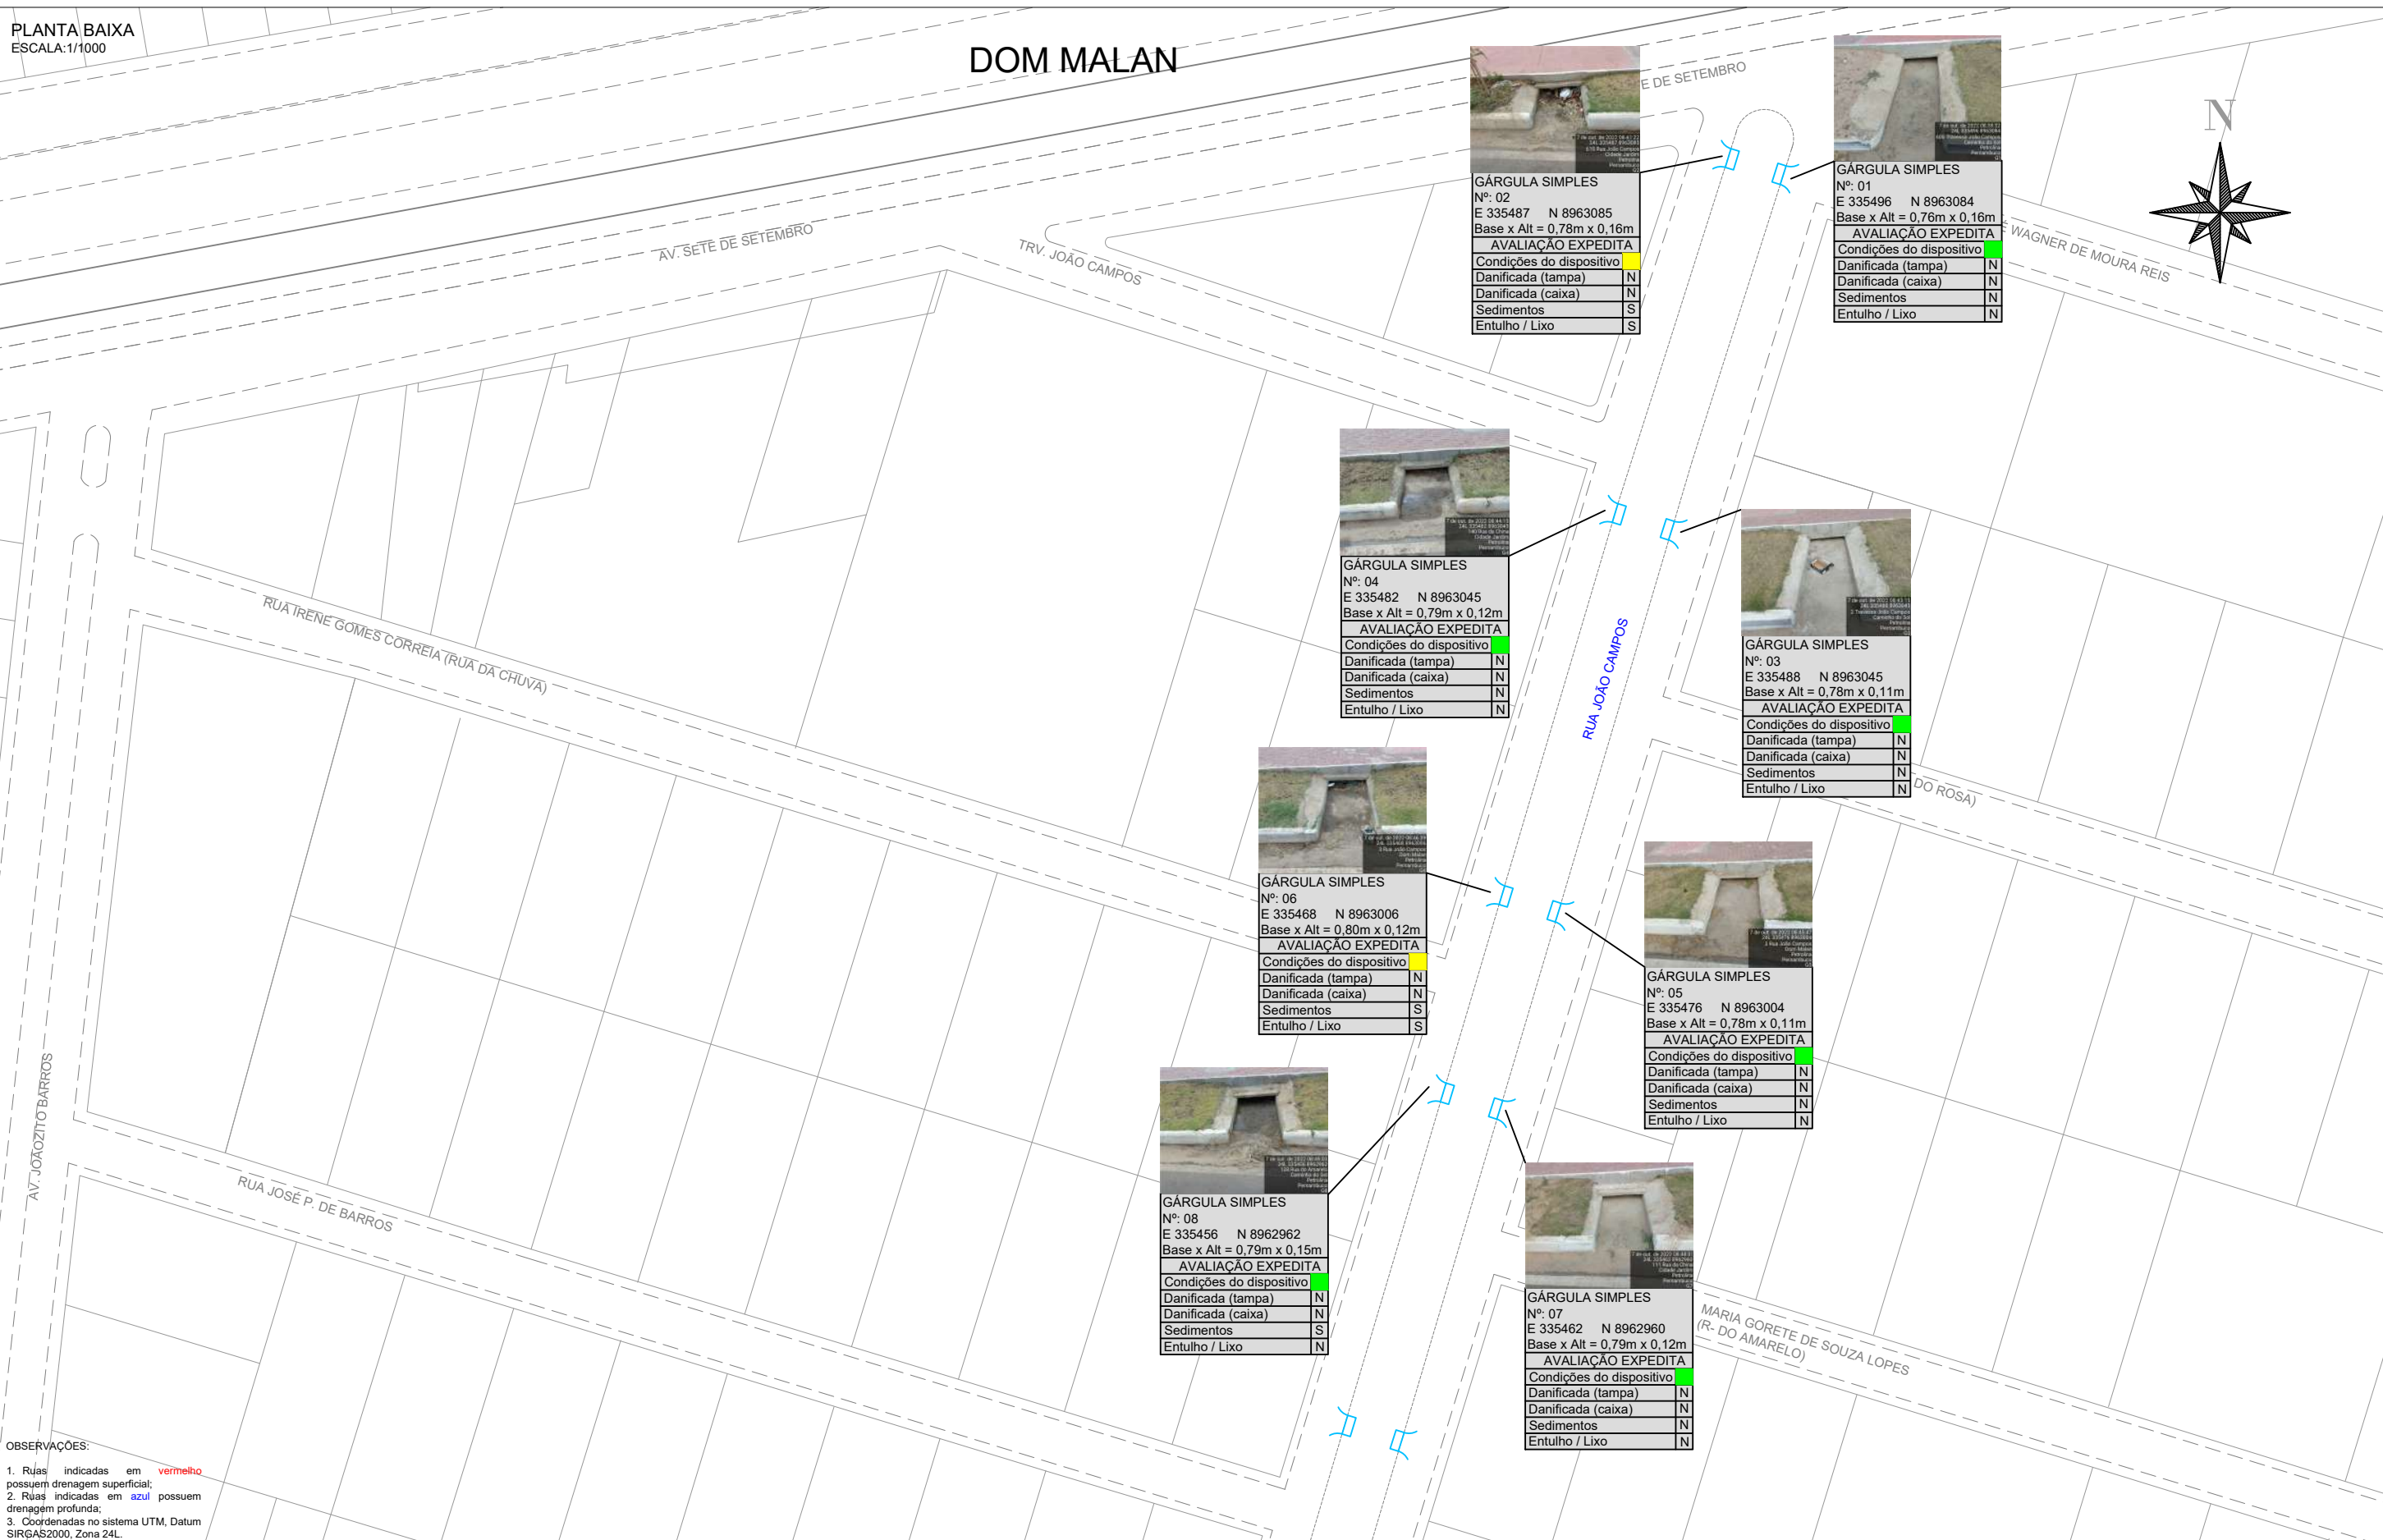 PLANTA BAIXA
ESCALA:1/1000
DOM MALAN
E DE SETEMBRO
N
AV. SETE DE SETEMBRO
TRV. JOÃO CAMPOS
WAGNER DE MOURA REIS
GÁRGULA SIMPLES
Nº: 02
E 335487 N 8963085
Base x Alt = 0,78m x 0,16m
AVALIAÇÃO EXPEDITA
Condições do dispositivo
Danificada (tampa) N
Danificada (caixa) N
Sedimentos S
Entulho / Lixo S
GÁRGULA SIMPLES
Nº: 01
E 335496 N 8963084
Base x Alt = 0,76m x 0,16m
AVALIAÇÃO EXPEDITA
Condições do dispositivo
Danificada (tampa) N
Danificada (caixa) N
Sedimentos N
Entulho / Lixo N
GÁRGULA SIMPLES
Nº: 04
E 335482 N 8963045
Base x Alt = 0,79m x 0,12m
AVALIAÇÃO EXPEDITA
Condições do dispositivo
Danificada (tampa) N
Danificada (caixa) N
Sedimentos N
Entulho / Lixo N
GÁRGULA SIMPLES
Nº: 03
E 335488 N 8963045
Base x Alt = 0,78m x 0,11m
AVALIAÇÃO EXPEDITA
Condições do dispositivo
Danificada (tampa) N
Danificada (caixa) N
Sedimentos N
Entulho / Lixo N
RUA IRENE GOMES CORREIA (RUA DA CHUVA)
RUA JOÃO CAMPOS
DO ROSA)
GÁRGULA SIMPLES
Nº: 06
E 335468 N 8963006
Base x Alt = 0,80m x 0,12m
AVALIAÇÃO EXPEDITA
Condições do dispositivo
Danificada (tampa) N
Danificada (caixa) N
Sedimentos S
Entulho / Lixo S
GÁRGULA SIMPLES
Nº: 05
E 335476 N 8963004
Base x Alt = 0,78m x 0,11m
AVALIAÇÃO EXPEDITA
Condições do dispositivo
Danificada (tampa) N
Danificada (caixa) N
Sedimentos N
Entulho / Lixo N
AV. JOÃOZITO BARROS
RUA JOSÉ P. DE BARROS
GÁRGULA SIMPLES
Nº: 08
E 335456 N 8962962
Base x Alt = 0,79m x 0,15m
AVALIAÇÃO EXPEDITA
Condições do dispositivo
Danificada (tampa) N
Danificada (caixa) N
Sedimentos S
Entulho / Lixo N
GÁRGULA SIMPLES
Nº: 07
E 335462 N 8962960
Base x Alt = 0,79m x 0,12m
AVALIAÇÃO EXPEDITA
Condições do dispositivo
Danificada (tampa) N
Danificada (caixa) N
Sedimentos N
Entulho / Lixo N
MARIA GORETE DE SOUZA LOPES
(R- DO AMARELO)
OBSERVAÇÕES:
1. Ruas indicadas em vermelho
possuem drenagem superficial;
2. Ruas indicadas em azul possuem
drenagem profunda;
3. Coordenadas no sistema UTM, Datum
SIRGAS2000, Zona 24L.